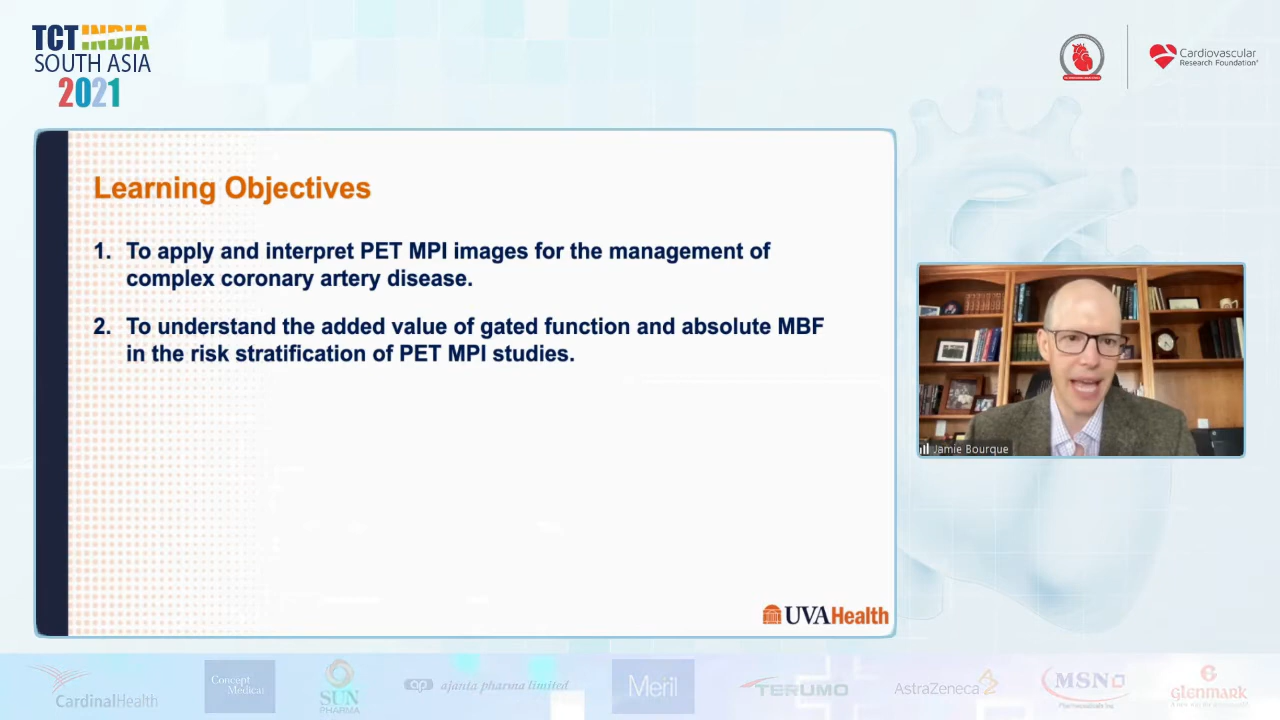 TCT INDIA
SOUTH ASIA
2021
Cardiovascular
Research Foundation
Learning Objectives
1. To apply and interpret PET MPI images for the management of
complex coronary artery disease.
2. To understand the added value of gated function and absolute MBF
in the risk stratification of PET MPI studies.
UVAHealth
Jamie Bourque
CardinalHealth
Concept
Medical
SUN
PHARMA
ajanta pharma limited
Meril
TERUMO
AstraZeneca
MSN
Pharmaceuticals Inc
glenmark